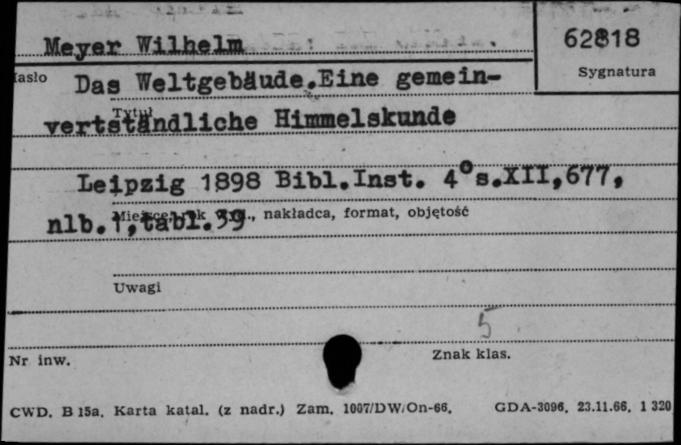 Meyer Wilhelm
62818
Hasło
Sygnatura
Das Weltgebäude.Eine gemein-
Tytuł
vertständliche Himmelskunde
Leipzig 1898 Bibl.Inst. 4°s.XII,677,
Miejsce, rok wyd., nakładca, format, objętość
nlb.1,tabl.39
Uwagi
5
Nr inw.
Znak klas.
CWD. B 15a. Karta katal. (z nadr.) Zam. 1007/DW/On-66. GDA-3096. 23.11.66. 1 320